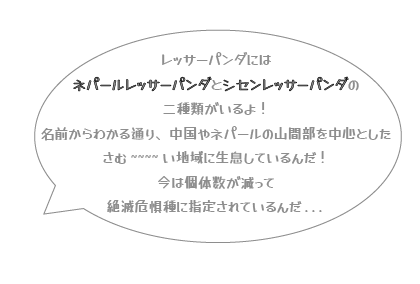 レッサーパンダには
ネパールレッサーパンダとシセンレッサーパンダの
二種類がいるよ！
名前からわかる通り、中国やネパールの山間部を中心とした
さむ~~~~い地域に生息しているんだ！
今は個体数が減って
絶滅危惧種に指定されているんだ...